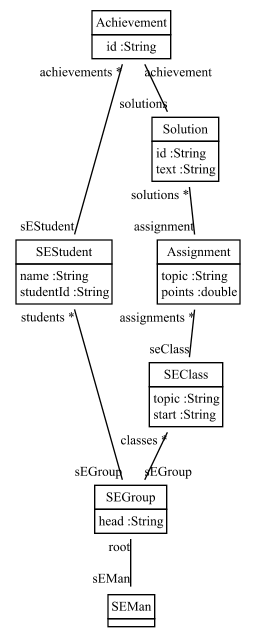 Achievement
id :String
achievements *
achievement
solutions
Solution
id :String
text :String
solutions *
sEStudent
assignment
SEStudent
name :String
studentId :String
Assignment
topic :String
points :double
students *
assignments *
seClass
SEClass
topic :String
start :String
classes *
sEGroup
sEGroup
SEGroup
head :String
root
sEMan
SEMan